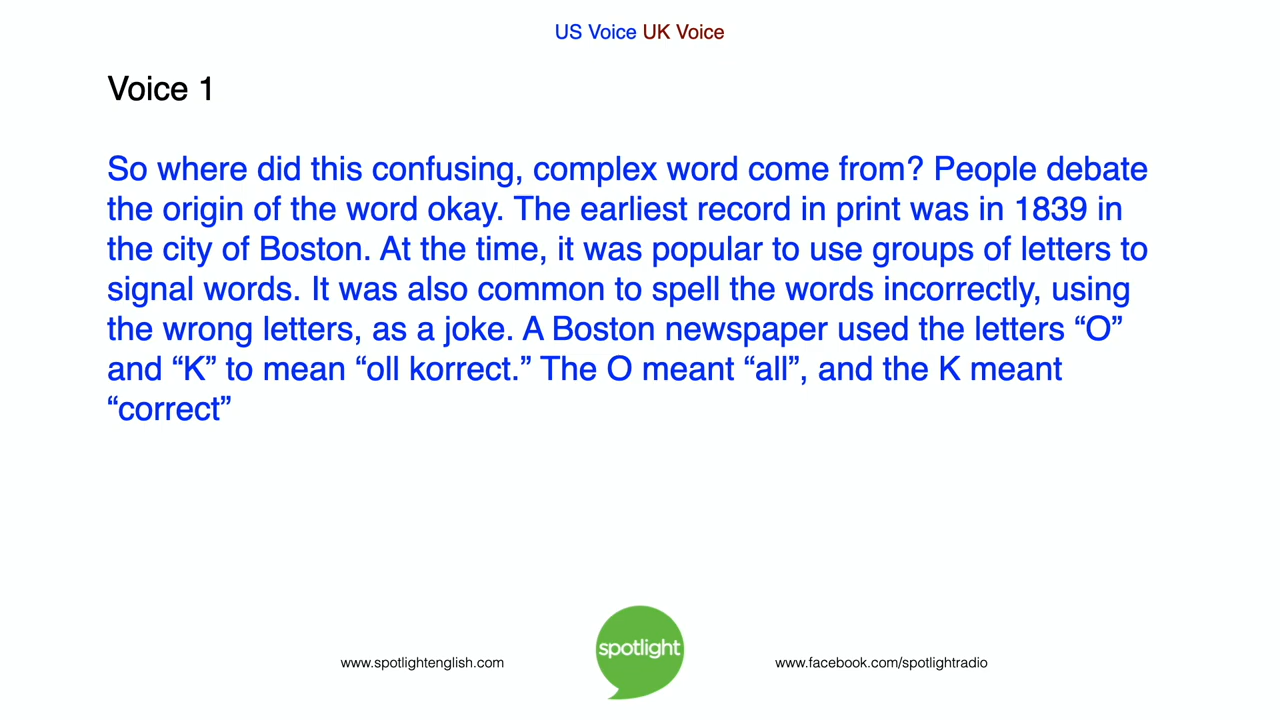 US Voice UK Voice
Voice 1
So where did this confusing, complex word come from? People debate
the origin of the word okay. The earliest record in print was in 1839 in
the city of Boston. At the time, it was popular to use groups of letters to
signal words. It was also common to spell the words incorrectly, using
the wrong letters, as a joke. A Boston newspaper used the letters “O”
and “K” to mean “oll korrect.” The O meant “all”, and the K meant
“correct”
www.spotlightenglish.com
spotlight
www.facebook.com/spotlightradio